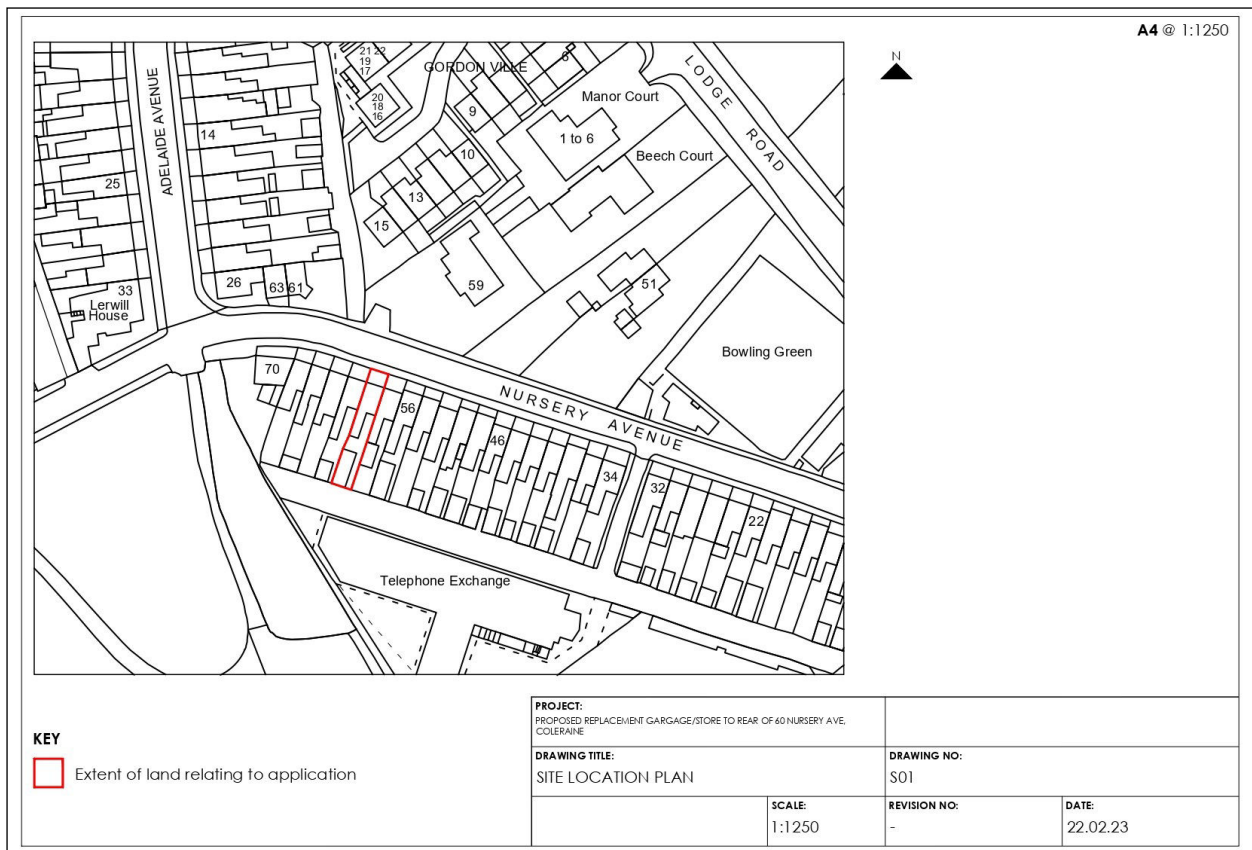 A4 @ 1:1250
N
21 22
19
17
20
18
16
GORDON VILLE
8
9
10
13
15
Manor Court
1 to 6
Beech Court
LODGE ROAD
ADELAIDE AVENUE
14
25
33
Lerwill
House
26
63
61
59
51
Bowling Green
70
56
NURSERY AVENUE
46
34
32
22
Telephone Exchange
KEY
Extent of land relating to application
PROJECT:
PROPOSED REPLACEMENT GARGAGE/STORE TO REAR OF 60 NURSERY AVE,
COLERAINE
DRAWING TITLE:
SITE LOCATION PLAN
DRAWING NO:
S01
SCALE:
1:1250
REVISION NO:
-
DATE:
22.02.23